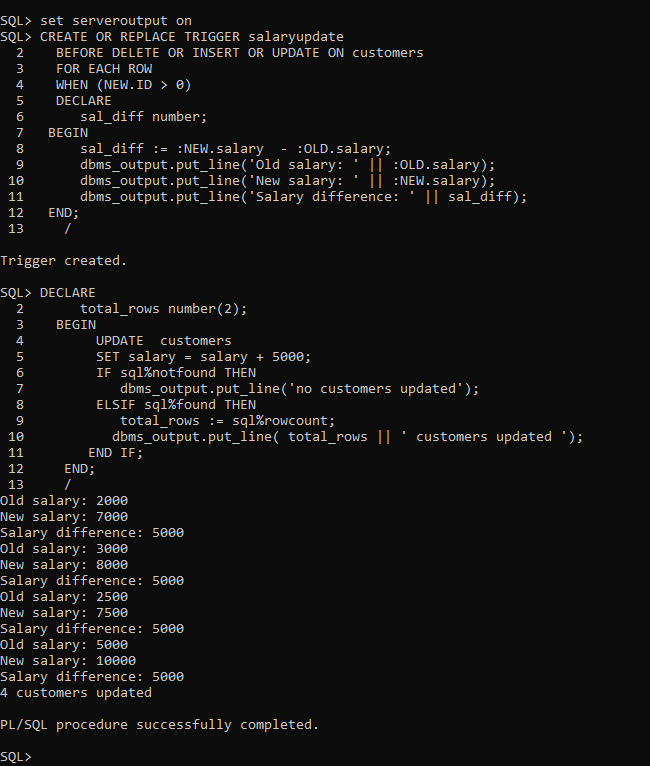 SQL> set serveroutput on
SQL> CREATE OR REPLACE TRIGGER salaryupdate
  2    BEFORE DELETE OR INSERT OR UPDATE ON customers
  3    FOR EACH ROW
  4    WHEN (NEW.ID > 0)
  5    DECLARE
  6       sal_diff number;
  7   BEGIN
  8       sal_diff := :NEW.salary  - :OLD.salary;
  9       dbms_output.put_line('Old salary: ' || :OLD.salary);
 10       dbms_output.put_line('New salary: ' || :NEW.salary);
 11       dbms_output.put_line('Salary difference: ' || sal_diff);
 12   END;
 13     /
Trigger created.
SQL> DECLARE
  2       total_rows number(2);
  3    BEGIN
  4         UPDATE  customers
  5         SET salary = salary + 5000;
  6         IF sql%notfound THEN
  7            dbms_output.put_line('no customers updated');
  8         ELSIF sql%found THEN
  9            total_rows := sql%rowcount;
 10           dbms_output.put_line( total_rows || ' customers updated ');
 11        END IF;
 12     END;
 13     /
Old salary: 2000
New salary: 7000
Salary difference: 5000
Old salary: 3000
New salary: 8000
Salary difference: 5000
Old salary: 2500
New salary: 7500
Salary difference: 5000
Old salary: 5000
New salary: 10000
Salary difference: 5000
4 customers updated
PL/SQL procedure successfully completed.
SQL>